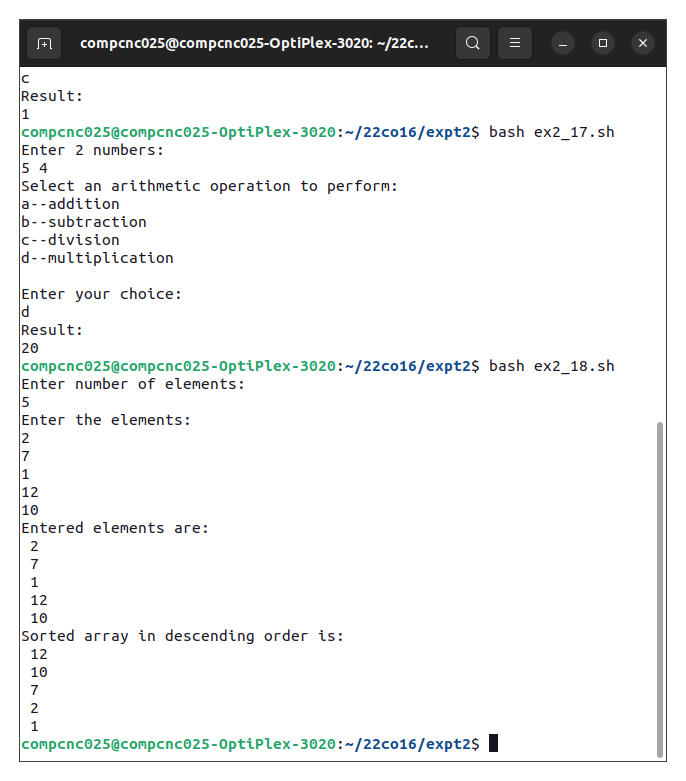 compcnc025@compcnc025-OptiPlex-3020: ~/22c...
c
Result:
1
compcnc025@compcnc025-OptiPlex-3020:~/22co16/expt2$ bash ex2_17.sh
Enter 2 numbers:
5 4
Select an arithmetic operation to perform:
a--addition
b--subtraction
c--division
d--multiplication

Enter your choice:
d
Result:
20
compcnc025@compcnc025-OptiPlex-3020:~/22co16/expt2$ bash ex2_18.sh
Enter number of elements:
5
Enter the elements:
2
7
1
12
10
Entered elements are:
 2
 7
 1
 12
 10
Sorted array in descending order is:
 12
 10
 7
 2
 1
compcnc025@compcnc025-OptiPlex-3020:~/22co16/expt2$